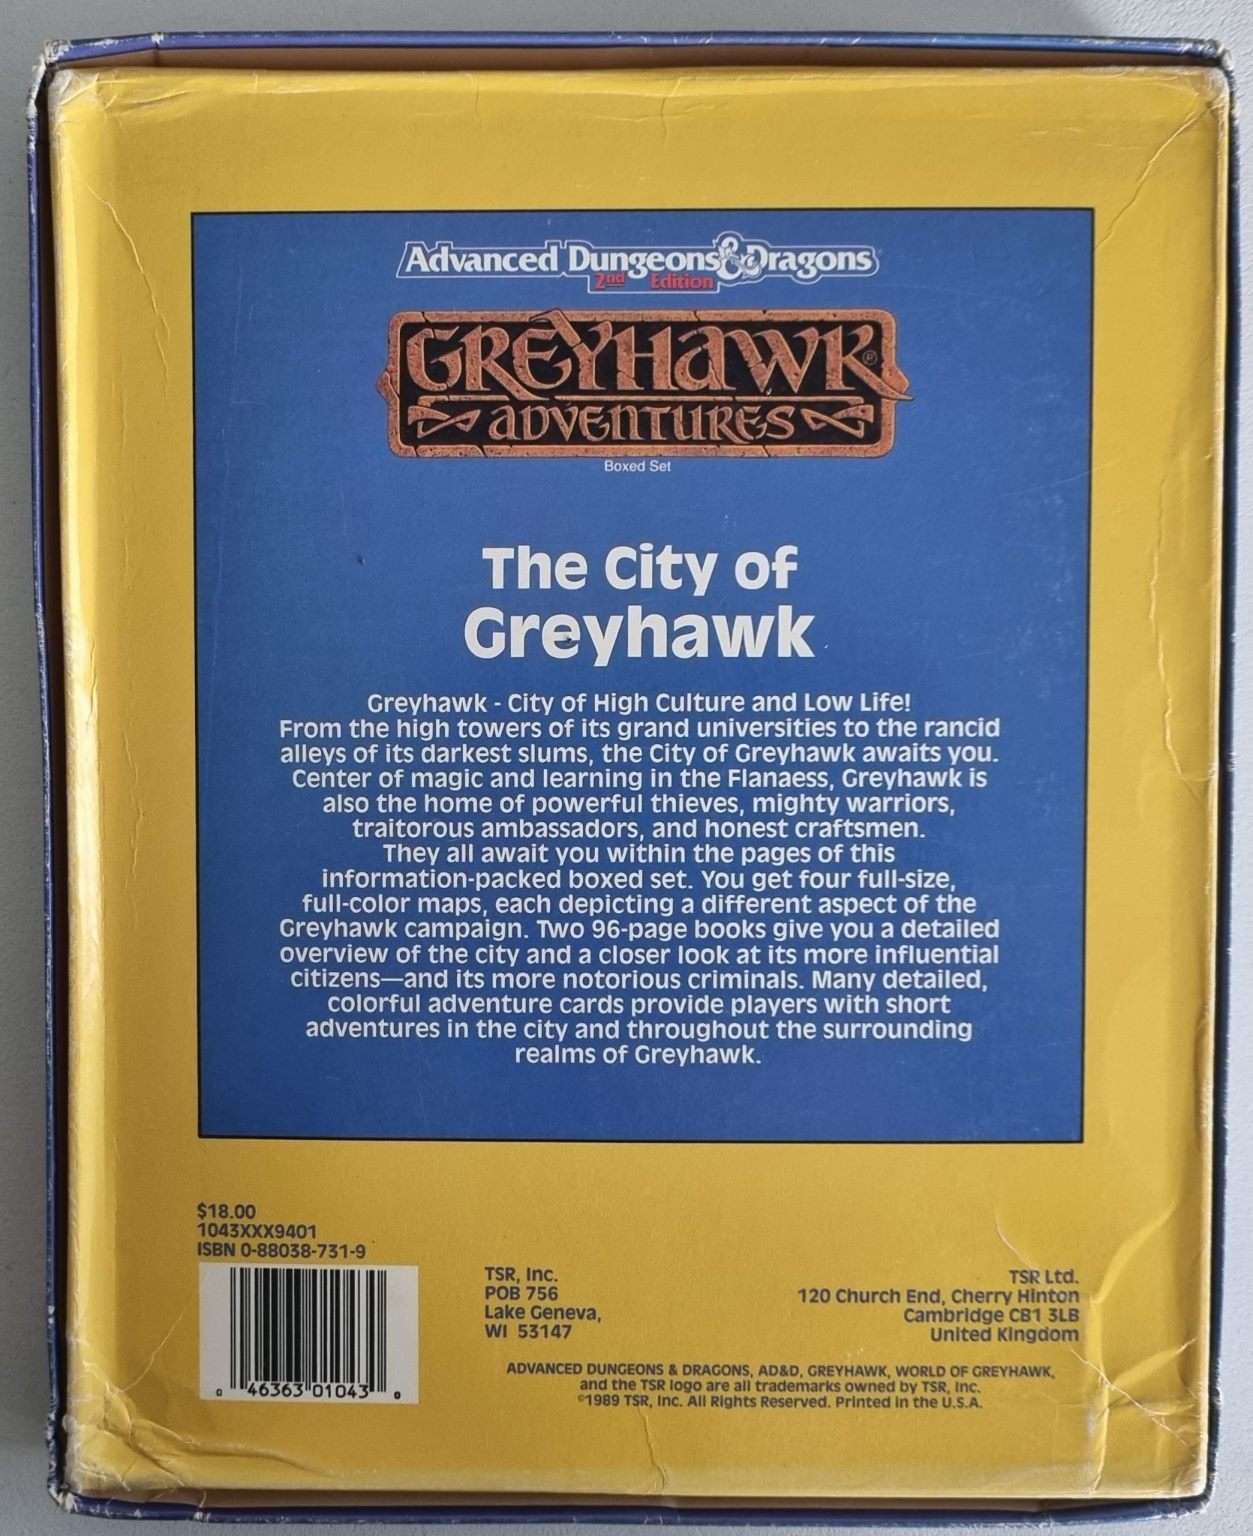 Advanced Dungeons & Dragons®
2nd Edition
GREYHAWK®
ADVENTURES
Boxed Set
The City of
Greyhawk
Greyhawk - City of High Culture and Low Life!
From the high towers of its grand universities to the rancid
alleys of its darkest slums, the City of Greyhawk awaits you.
Center of magic and learning in the Flanaess, Greyhawk is
also the home of powerful thieves, mighty warriors,
traitorous ambassadors, and honest craftsmen.
They all await you within the pages of this
information-packed boxed set. You get four full-size,
full-color maps, each depicting a different aspect of the
Greyhawk campaign. Two 96-page books give you a detailed
overview of the city and a closer look at its more influential
citizens—and its more notorious criminals. Many detailed,
colorful adventure cards provide players with short
adventures in the city and throughout the surrounding
realms of Greyhawk.
$18.00
1043XXX9401
ISBN 0-88038-731-9
0 46363 01043 0
TSR, Inc.
POB 756
Lake Geneva,
WI 53147
TSR Ltd.
120 Church End, Cherry Hinton
Cambridge CB1 3LB
United Kingdom
ADVANCED DUNGEONS & DRAGONS, AD&D, GREYHAWK, WORLD OF GREYHAWK,
and the TSR logo are all trademarks owned by TSR, Inc.
©1989 TSR, Inc. All Rights Reserved. Printed in the U.S.A.